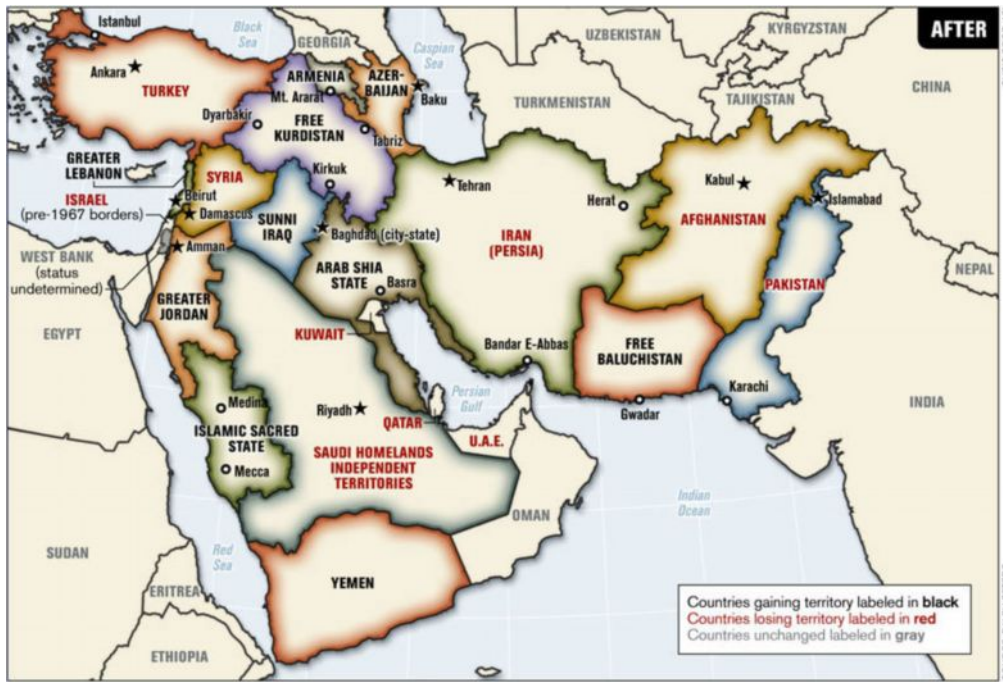 AFTER
Istanbul
Black
Sea
GEORGIA
Caspian
Sea
UZBEKISTAN
KYRGYZSTAN
CHINA
Ankara
TURKEY
ARMENIA
Mt. Ararat
AZER-
BAIJAN
Baku
TURKMENISTAN
TAJIKISTAN
Dyarbakir
FREE
KURDISTAN
Tabriz
GREATER
LEBANON
SYRIA
Kirkuk
Tehran
Kabul
Herat
Islamabad
ISRAEL
(pre-1967 borders)
Beirut
Damascus
SUNNI
IRAQ
Baghdad (city-state)
IRAN
(PERSIA)
AFGHANISTAN
WEST BANK
(status
undetermined)
Amman
ARAB SHIA
STATE
Basra
PAKISTAN
NEPAL
GREATER
JORDAN
EGYPT
KUWAIT
FREE
BALUCHISTAN
Bandar E-Abbas
Karachi
Gwadar
INDIA
Medina
Riyadh
Persian
Gulf
QATAR
U.A.E.
ISLAMIC SACRED
STATE
Mecca
SAUDI HOMELANDS
INDEPENDENT
TERRITORIES
OMAN
Indian
Ocean
SUDAN
Red
Sea
YEMEN
ERITREA
ETHIOPIA
Countries gaining territory labeled in black
Countries losing territory labeled in red
Countries unchanged labeled in gray